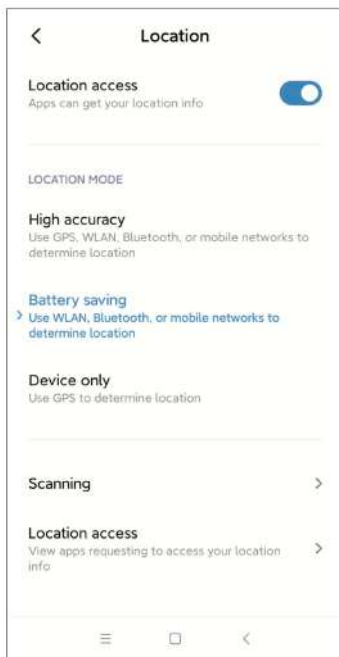 Location
Location access
Apps can get your location info
LOCATION MODE
High accuracy
Use GPS, WLAN, Bluetooth, or mobile networks to
determine location
Battery saving
Use WLAN, Bluetooth, or mobile networks to
determine location
Device only
Use GPS to determine location
Scanning
Location access
View apps requesting to access your location
info